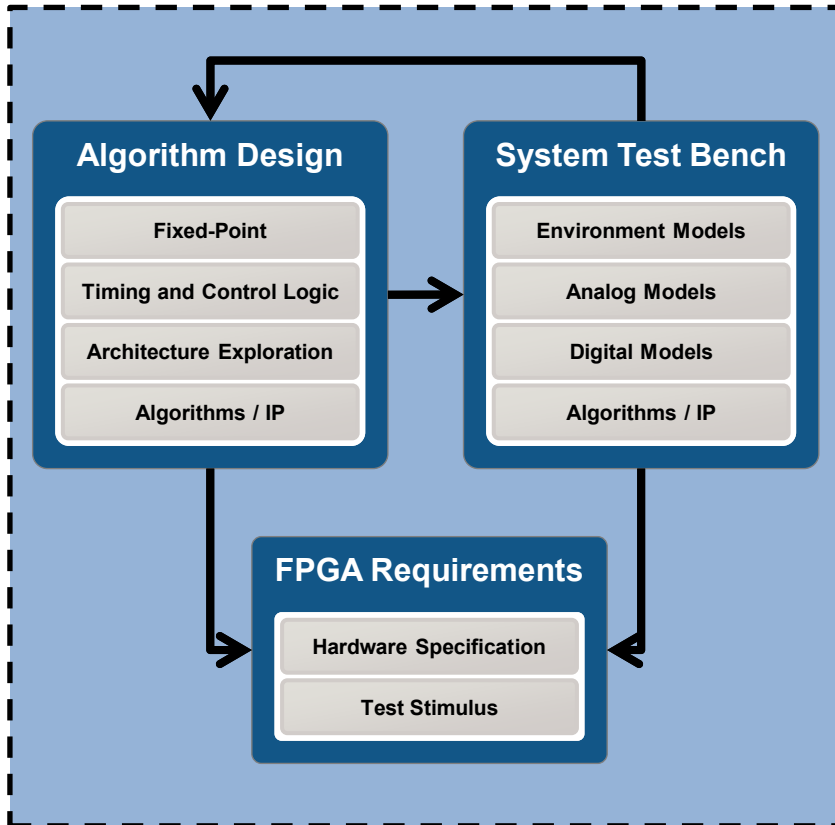 Algorithm Design
Fixed-Point
Timing and Control Logic
Architecture Exploration
Algorithms / IP
System Test Bench
Environment Models
Analog Models
Digital Models
Algorithms / IP
FPGA Requirements
Hardware Specification
Test Stimulus